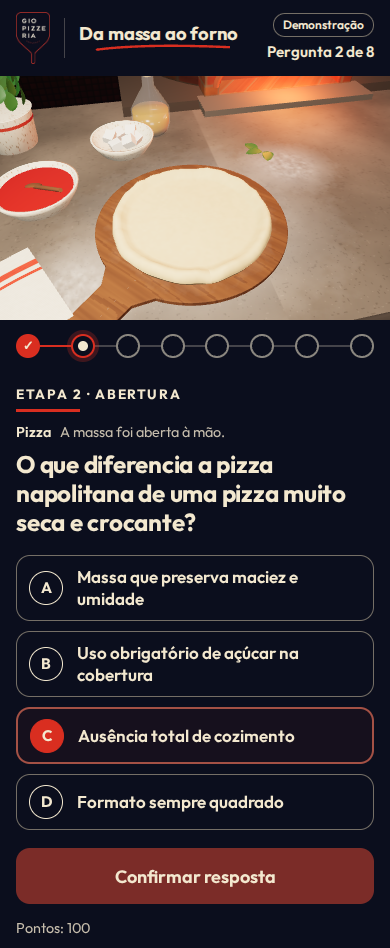 GIO
PIZZE
RIA
Da massa ao forno
Demonstração
Pergunta 2 de 8
ETAPA 2 · ABERTURA
Pizza A massa foi aberta à mão.
O que diferencia a pizza
napolitana de uma pizza muito
seca e crocante?
A Massa que preserva maciez e
umidade
B Uso obrigatório de açúcar na
cobertura
C Ausência total de cozimento
D Formato sempre quadrado
Confirmar resposta
Pontos: 100